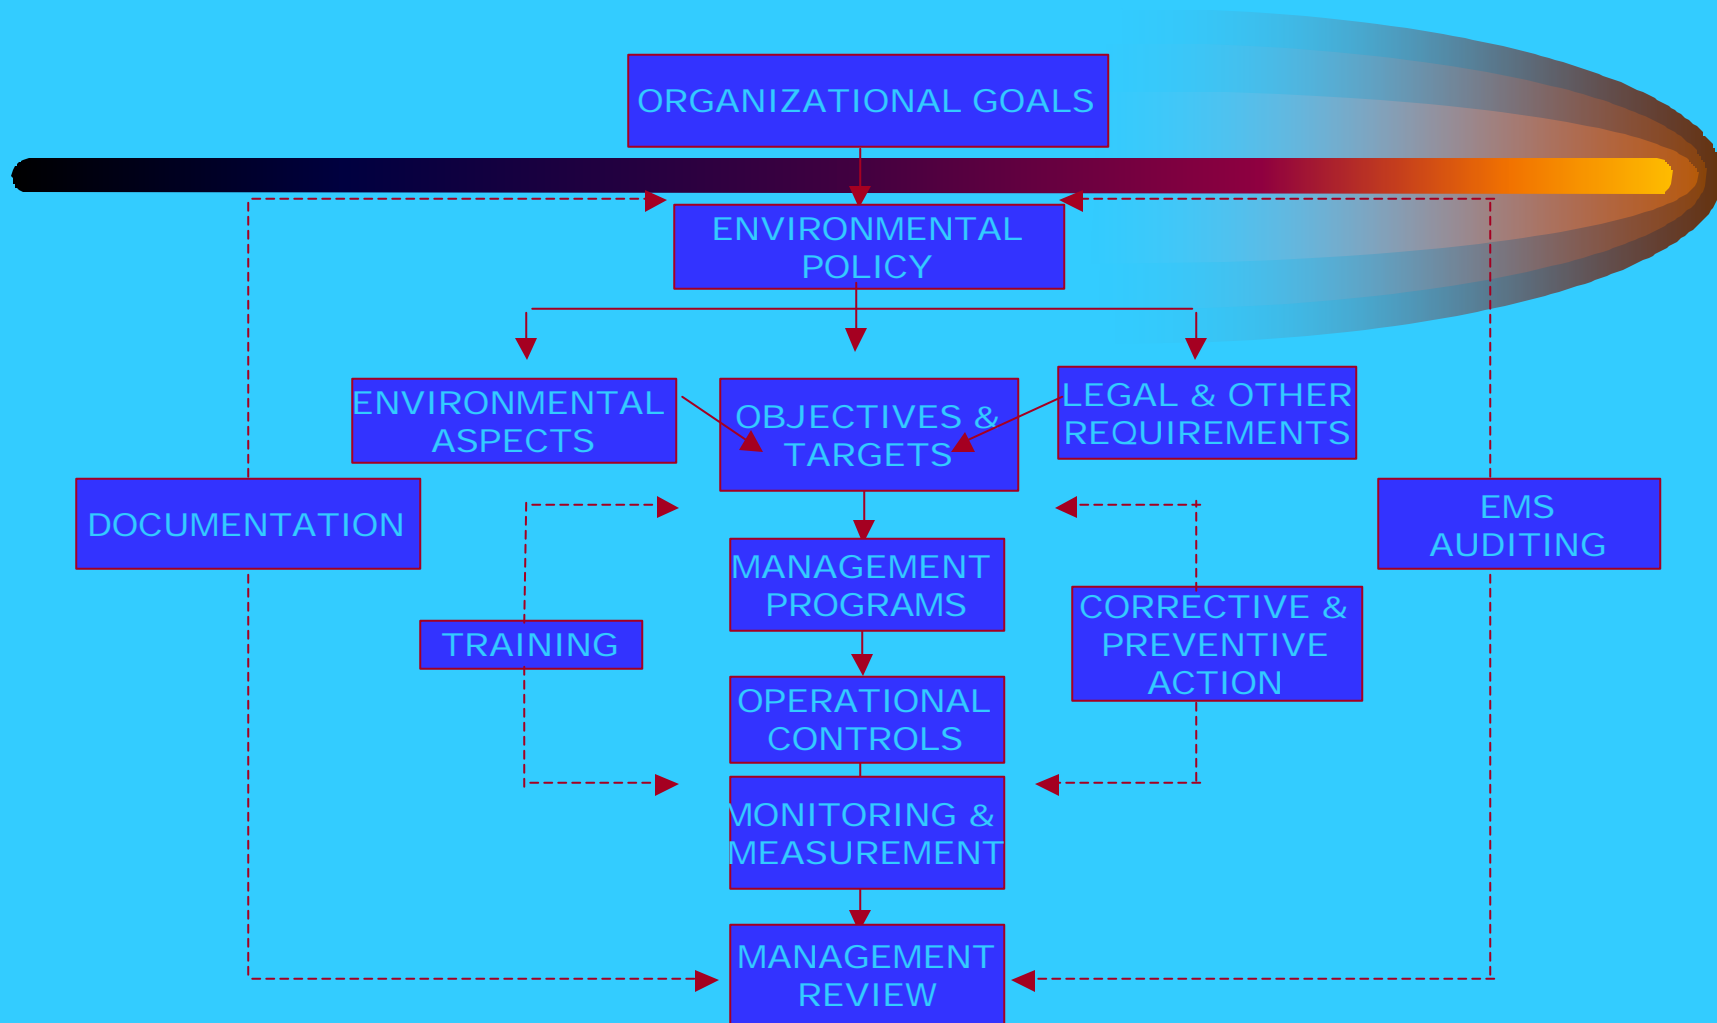 ORGANIZATIONAL GOALS
ENVIRONMENTAL
POLICY
ENVIRONMENTAL
ASPECTS
OBJECTIVES &
TARGETS
LEGAL & OTHER
REQUIREMENTS
DOCUMENTATION
EMS
AUDITING
MANAGEMENT
PROGRAMS
TRAINING
CORRECTIVE &
PREVENTIVE
ACTION
OPERATIONAL
CONTROLS
MONITORING &
MEASUREMENT
MANAGEMENT
REVIEW